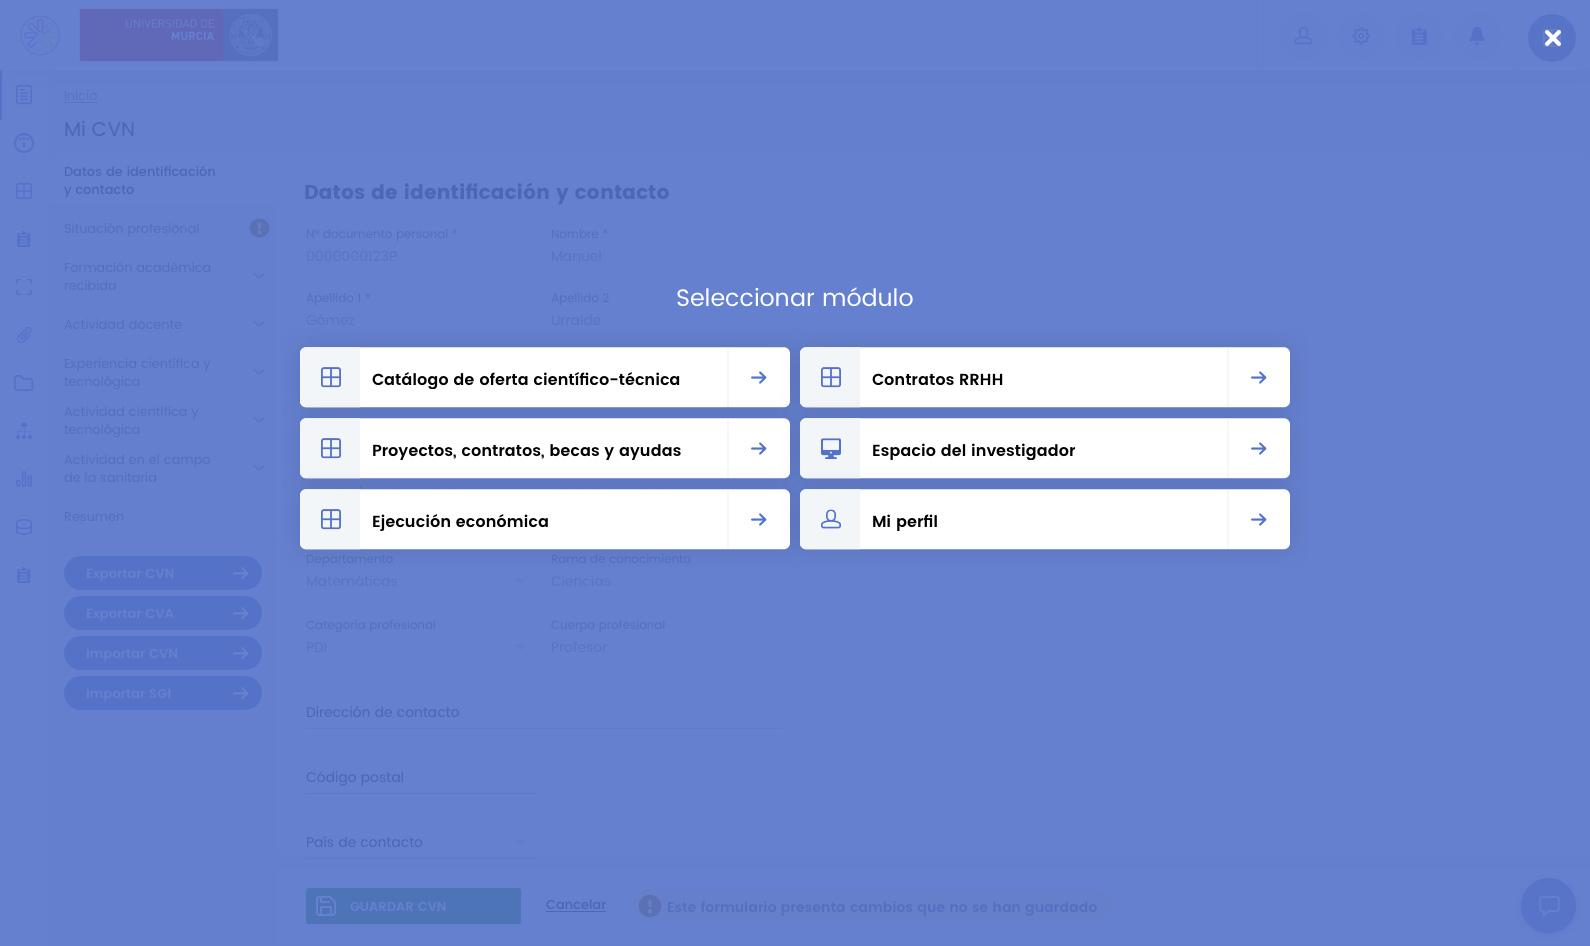 UNIVERSIDAD DE
MURCIA
Inicio
Mi CVN
Datos de identificación
y contacto
Situación profesional
Formación académica
recibida
Actividad docente
Experiencia científica y
tecnológica
Actividad científica y
tecnológica
Actividad en el campo
de la sanitaria
Resumen
Exportar CVN
Exportar CVA
Importar CVN
Importar SGI
Datos de identificación y contacto
Nº documento personal *
Nombre *
0000000123P
Manuel
Apellido 1 *
Apellido 2
Gómez
Urralde
Seleccionar módulo
Catálogo de oferta científico-técnica
Contratos RRHH
Proyectos, contratos, becas y ayudas
Espacio del investigador
Ejecución económica
Mi perfil
Departamento
Rama de conocimiento
Matemáticas
Ciencias
Categoría profesional
Cuerpo profesional
PDI
Profesor
Dirección de contacto
Código postal
País de contacto
GUARDAR CVN
Cancelar
Este formulario presenta cambios que no se han guardado